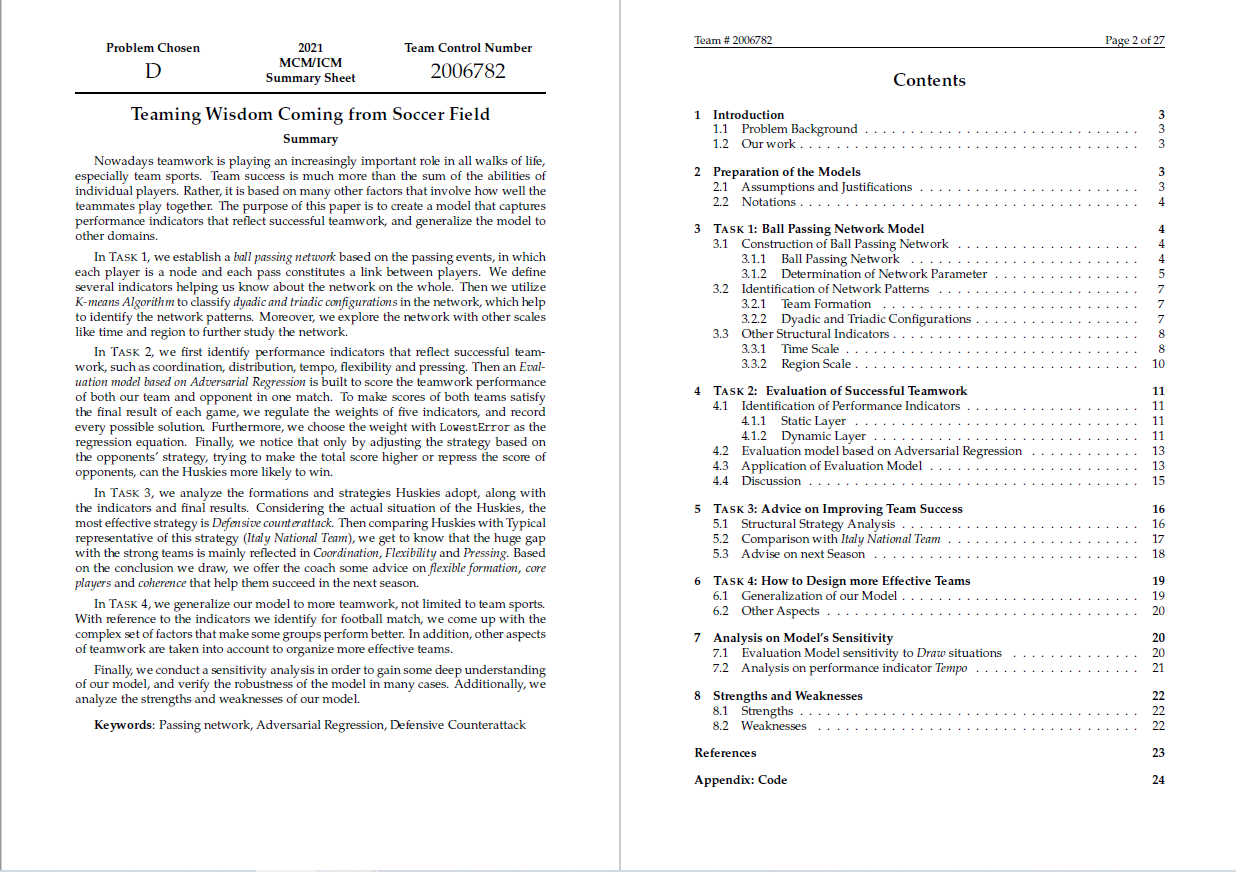 Problem Chosen
D
2021
MCM/ICM
Summary Sheet
Team Control Number
2006782
Teaming Wisdom Coming from Soccer Field
Summary
Nowadays teamwork is playing an increasingly important role in all walks of life,
especially team sports. Team success is much more than the sum of the abilities of
individual players. Rather, it is based on many other factors that involve how well the
teammates play together. The purpose of this paper is to create a model that captures
performance indicators that reflect successful teamwork, and generalize the model to
other domains.
In TASK 1, we establish a ball passing network based on the passing events, in which
each player is a node and each pass constitutes a link between players. We define
several indicators helping us know about the network on the whole. Then we utilize
K-means Algorithm to classify dyadic and triadic configurations in the network, which help
to identify the network patterns. Moreover, we explore the network with other scales
like time and region to further study the network.
In TASK 2, we first identify performance indicators that reflect successful team-
work, such as coordination, distribution, tempo, flexibility and pressing. Then an Eval-
uation model based on Adversarial Regression is built to score the teamwork performance
of both our team and opponent in one match. To make scores of both teams satisfy
the final result of each game, we regulate the weights of five indicators, and record
every possible solution. Furthermore, we choose the weight with LowestError as the
regression equation. Finally, we notice that only by adjusting the strategy based on
the opponents' strategy, trying to make the total score higher or repress the score of
opponents, can the Huskies more likely to win.
In TASK 3, we analyze the formations and strategies Huskies adopt, along with
the indicators and final results. Considering the actual situation of the Huskies, the
most effective strategy is Defensive counterattack. Then comparing Huskies with Typical
representative of this strategy (Italy National Team), we get to know that the huge gap
with the strong teams is mainly reflected in Coordination, Flexibility and Pressing. Based
on the conclusion we draw, we offer the coach some advice on flexible formation, core
players and coherence that help them succeed in the next season.
In TASK 4, we generalize our model to more teamwork, not limited to team sports.
With reference to the indicators we identify for football match, we come up with the
complex set of factors that make some groups perform better. In addition, other aspects
of teamwork are taken into account to organize more effective teams.
Finally, we conduct a sensitivity analysis in order to gain some deep understanding
of our model, and verify the robustness of the model in many cases. Additionally, we
analyze the strengths and weaknesses of our model.
Keywords: Passing network, Adversarial Regression, Defensive Counterattack
Team # 2006782 Page 2 of 27
Contents
1 Introduction 3
1.1 Problem Background . . . . . . . . . . 3
1.2 Our work . . . . . . . . . . 3
2 Preparation of the Models 3
2.1 Assumptions and Justifications . . . . . . . . . . 3
2.2 Notations . . . . . . . . . . 4
3 TASK 1: Ball Passing Network Model 4
3.1 Construction of Ball Passing Network . . . . . . . . . . 4
3.1.1 Ball Passing Network . . . . . . . . . . 4
3.1.2 Determination of Network Parameter . . . . . . . . . . 5
3.2 Identification of Network Patterns . . . . . . . . . . 7
3.2.1 Team Formation . . . . . . . . . . 7
3.2.2 Dyadic and Triadic Configurations . . . . . . . . . . 7
3.3 Other Structural Indicators . . . . . . . . . . 8
3.3.1 Time Scale . . . . . . . . . . 8
3.3.2 Region Scale . . . . . . . . . . 10
4 TASK 2: Evaluation of Successful Teamwork 11
4.1 Identification of Performance Indicators . . . . . . . . . . 11
4.1.1 Static Layer . . . . . . . . . . 11
4.1.2 Dynamic Layer . . . . . . . . . . 11
4.2 Evaluation model based on Adversarial Regression . . . . . . . . . . 13
4.3 Application of Evaluation Model . . . . . . . . . . 13
4.4 Discussion . . . . . . . . . . 15
5 TASK 3: Advice on Improving Team Success 16
5.1 Structural Strategy Analysis . . . . . . . . . . 16
5.2 Comparison with Italy National Team . . . . . . . . . . 17
5.3 Advise on next Season . . . . . . . . . . 18
6 TASK 4: How to Design more Effective Teams 19
6.1 Generalization of our Model . . . . . . . . . . 19
6.2 Other Aspects . . . . . . . . . . 20
7 Analysis on Model's Sensitivity 20
7.1 Evaluation Model sensitivity to Draw situations . . . . . . . . . . 20
7.2 Analysis on performance indicator Tempo . . . . . . . . . . 21
8 Strengths and Weaknesses 22
8.1 Strengths . . . . . . . . . . 22
8.2 Weaknesses . . . . . . . . . . 22
References 23
Appendix: Code 24